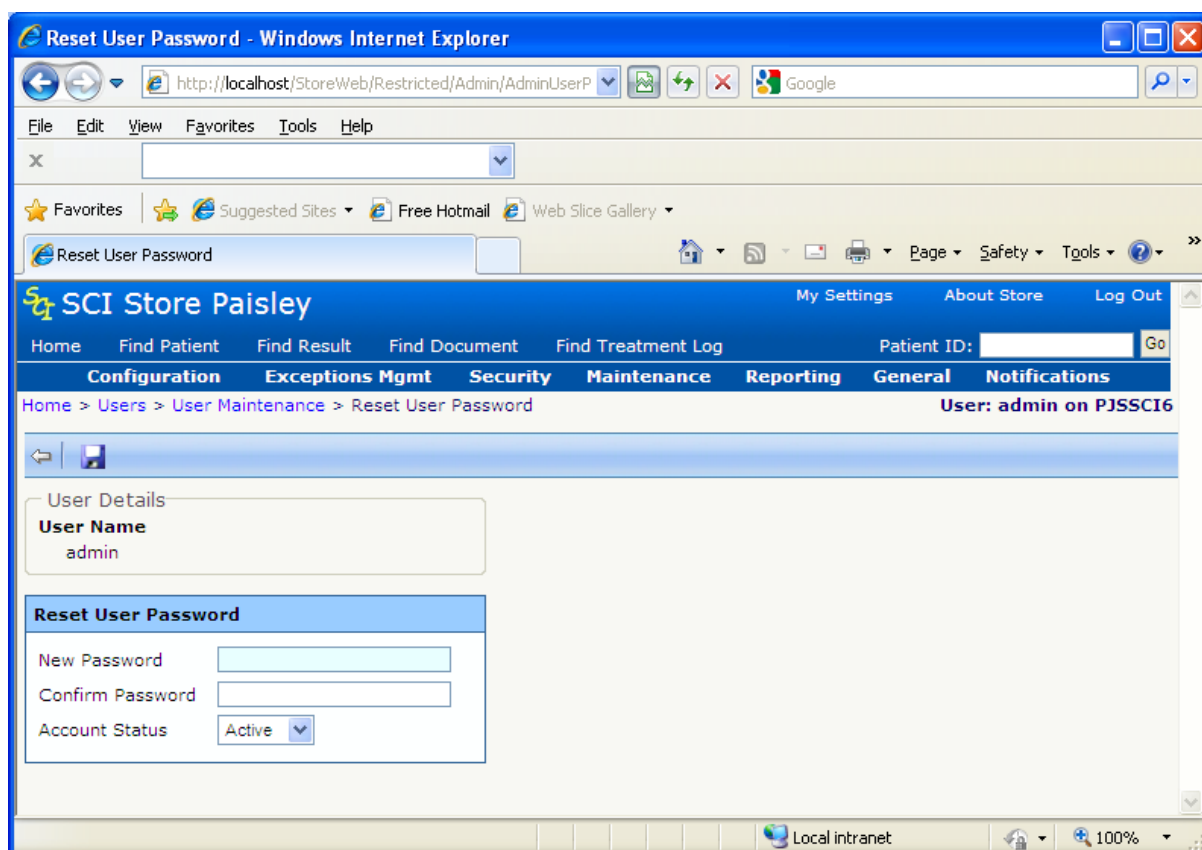 Reset User Password - Windows Internet Explorer
http://localhost/StoreWeb/Restricted/Admin/AdminUserP
Google
File Edit View Favorites Tools Help
x
Favorites Suggested Sites Free Hotmail Web Slice Gallery
Reset User Password
Page Safety Tools »
SCI SCI Store Paisley
My Settings About Store Log Out
Home Find Patient Find Result Find Document Find Treatment Log Patient ID: Go
Configuration Exceptions Mgmt Security Maintenance Reporting General Notifications
Home > Users > User Maintenance > Reset User Password User: admin on PJSSCI6
User Details
User Name
admin
Reset User Password
New Password
Confirm Password
Account Status Active
Local intranet 100%